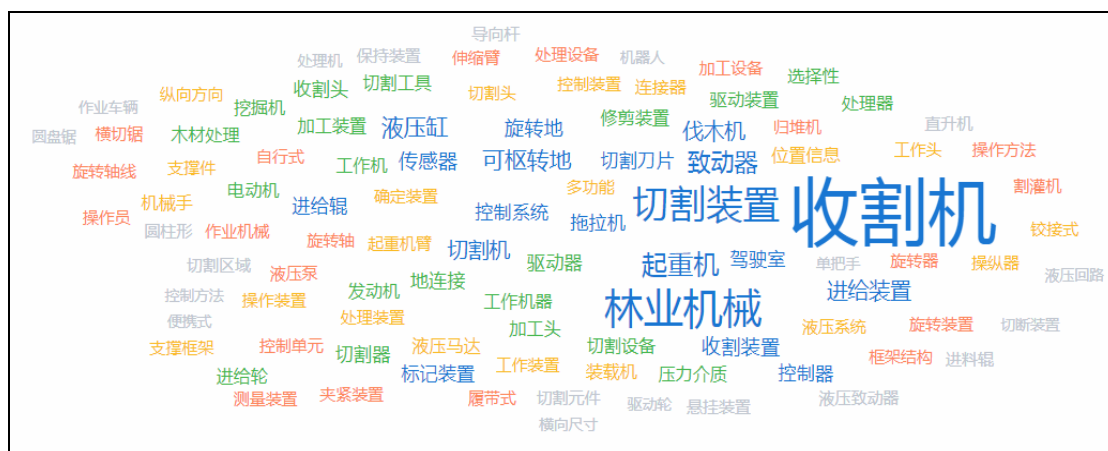 导向杆
处理机 保持装置 伸缩臂 处理设备 机器人
收割头 切割工具 切割头 控制装置 连接器 加工设备 选择性
作业车辆 纵向方向 挖掘机 驱动装置 处理器
圆盘锯 横切锯 木材处理 加工装置 液压缸 旋转地 修剪装置 伐木机 归堆机 直升机
旋转轴线 支撑件 自行式 工作机 传感器 可枢转地 切割刀片 致动器 位置信息 工作头 操作方法
操作员 机械手 电动机 进给辊 确定装置 多功能 切割装置 收割机 割灌机
圆柱形 作业机械 旋转轴 起重机臂 控制系统 拖拉机 铰接式
切割区域 液压泵 切割机 驱动器 起重机 驾驶室 单把手 旋转器 操纵器 液压回路
控制方法 操作装置 发动机 地连接 工作机器 林业机械 进给装置
便携式 处理装置 加工头 液压系统 旋转装置 切断装置
支撑框架 控制单元 切割器 液压马达 切割设备 收割装置 框架结构 进料辊
进给轮 标记装置 工作装置 装载机 压力介质 控制器
测量装置 夹紧装置 履带式 切割元件 驱动轮 悬挂装置 液压致动器
横向尺寸